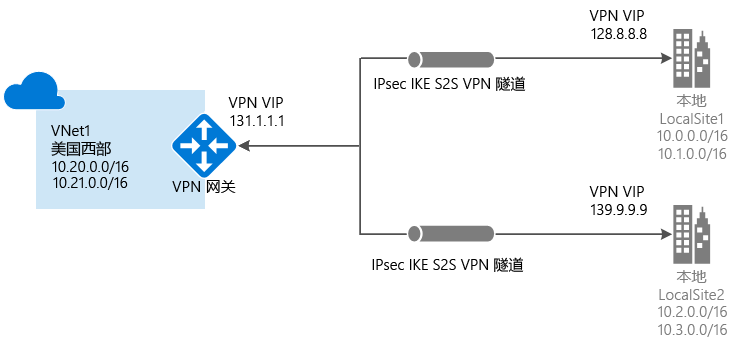 VPN VIP
128.8.8.8
IPsec IKE S2S VPN 隧道
本地
LocalSite1
10.0.0.0/16
10.1.0.0/16
VPN VIP
131.1.1.1
VNet1
美国西部
10.20.0.0/16
10.21.0.0/16
VPN 网关
VPN VIP
139.9.9.9
IPsec IKE S2S VPN 隧道
本地
LocalSite2
10.2.0.0/16
10.3.0.0/16